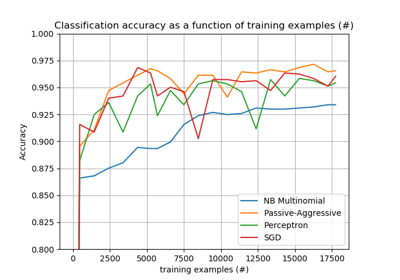 Classification accuracy as a function of training examples (#)
1.000
0.975
0.950
0.925
0.900
0.875
0.850
0.825
0.800
Accuracy
NB Multinomial
Passive-Aggressive
Perceptron
SGD
0 2500 5000 7500 10000 12500 15000 17500
training examples (#)